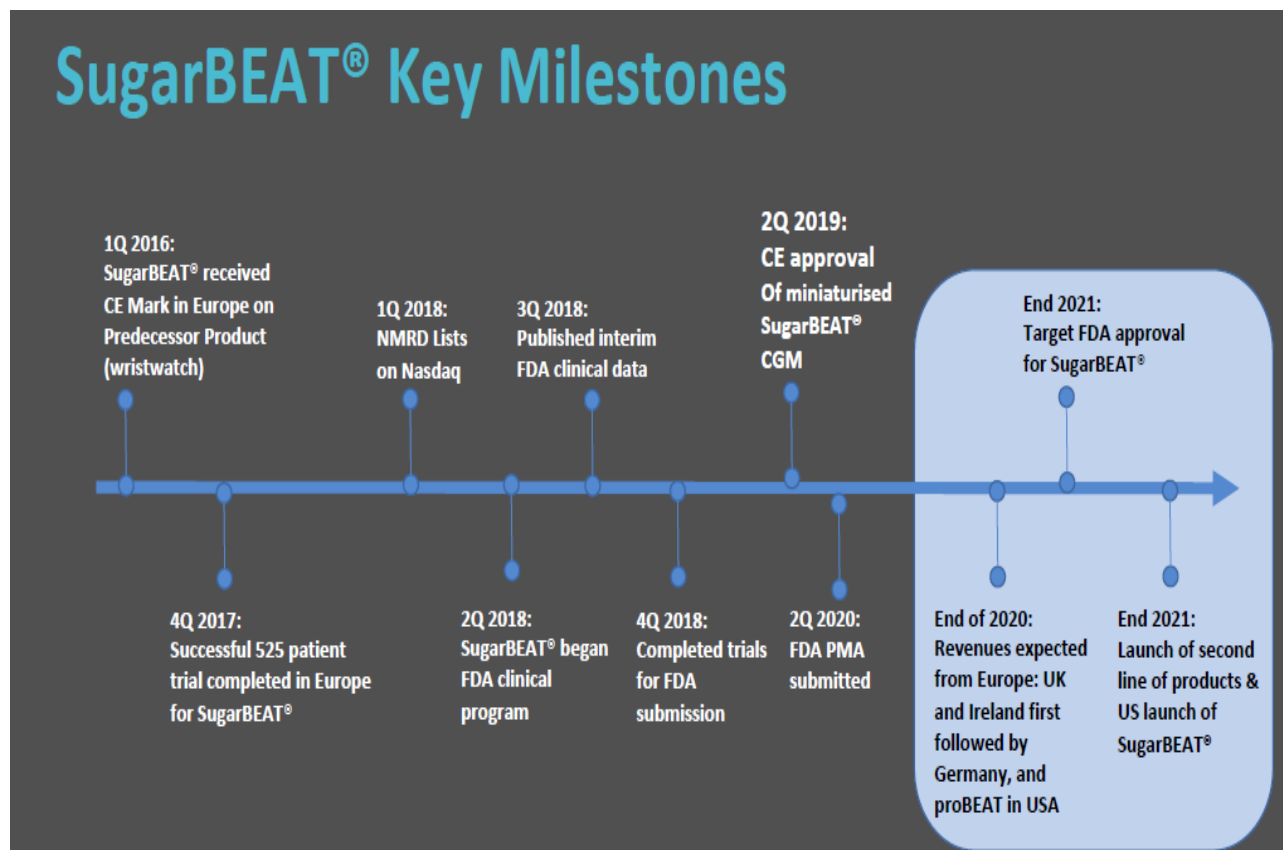 SugarBEAT® Key Milestones
1Q 2016:
SugarBEAT® received
CE Mark in Europe on
Predecessor Product
(wristwatch)
4Q 2017:
Successful 525 patient
trial completed in Europe
for SugarBEAT®
1Q 2018:
NMRD Lists
on Nasdaq
2Q 2018:
SugarBEAT® began
FDA clinical
program
3Q 2018:
Published interim
FDA clinical data
4Q 2018:
Completed trials
for FDA
submission
2Q 2019:
CE approval
Of miniaturised
SugarBEAT®
CGM
2Q 2020:
FDA PMA
submitted
End of 2020:
Revenues expected
from Europe: UK
and Ireland first
followed by
Germany, and
proBEAT in USA
End 2021:
Target FDA approval
for SugarBEAT®
End 2021:
Launch of second
line of products &
US launch of
SugarBEAT®